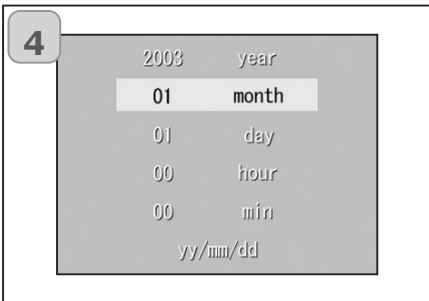 4
2003 year
01 month
01 day
00 hour
00 min
yy/mm/dd